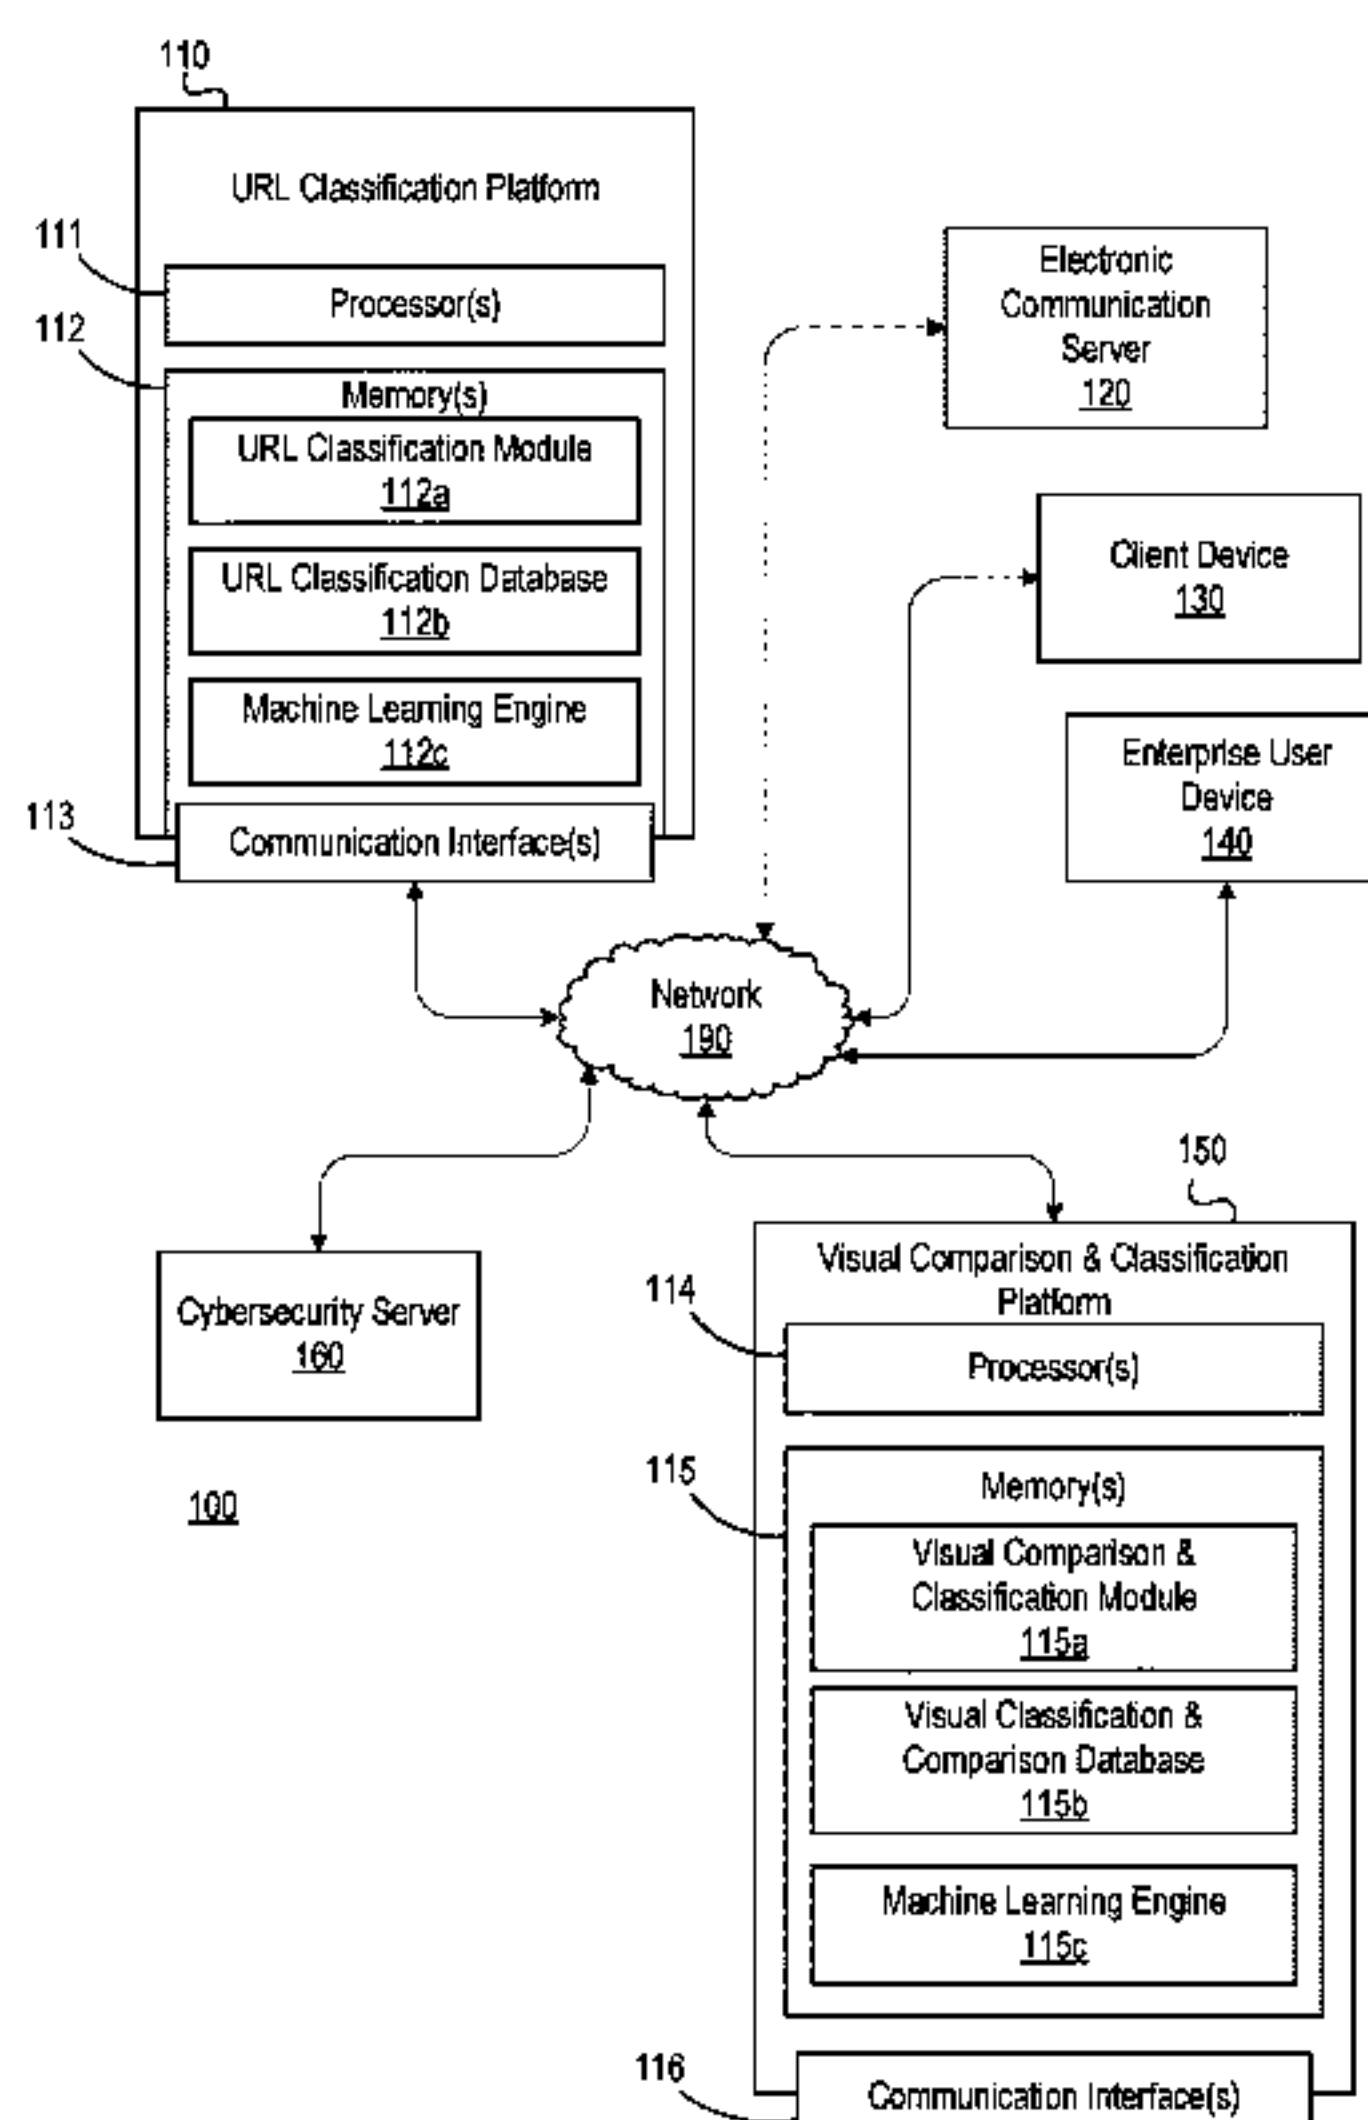 110
URL Classification Platform
111
Processor(s)
112
Memory(s)
URL Classification Module
112a
URL Classification Database
112b
Machine Learning Engine
112c
113
Communication Interface(s)
Electronic
Communication
Server
120
Client Device
130
Enterprise User
Device
140
Network
190
Cybersecurity Server
160
100
150
Visual Comparison & Classification
Platform
114
Processor(s)
115
Memory(s)
Visual Comparison &
Classification Module
115a
Visual Classification &
Comparison Database
115b
Machine Learning Engine
115c
116
Communication Interface(s)